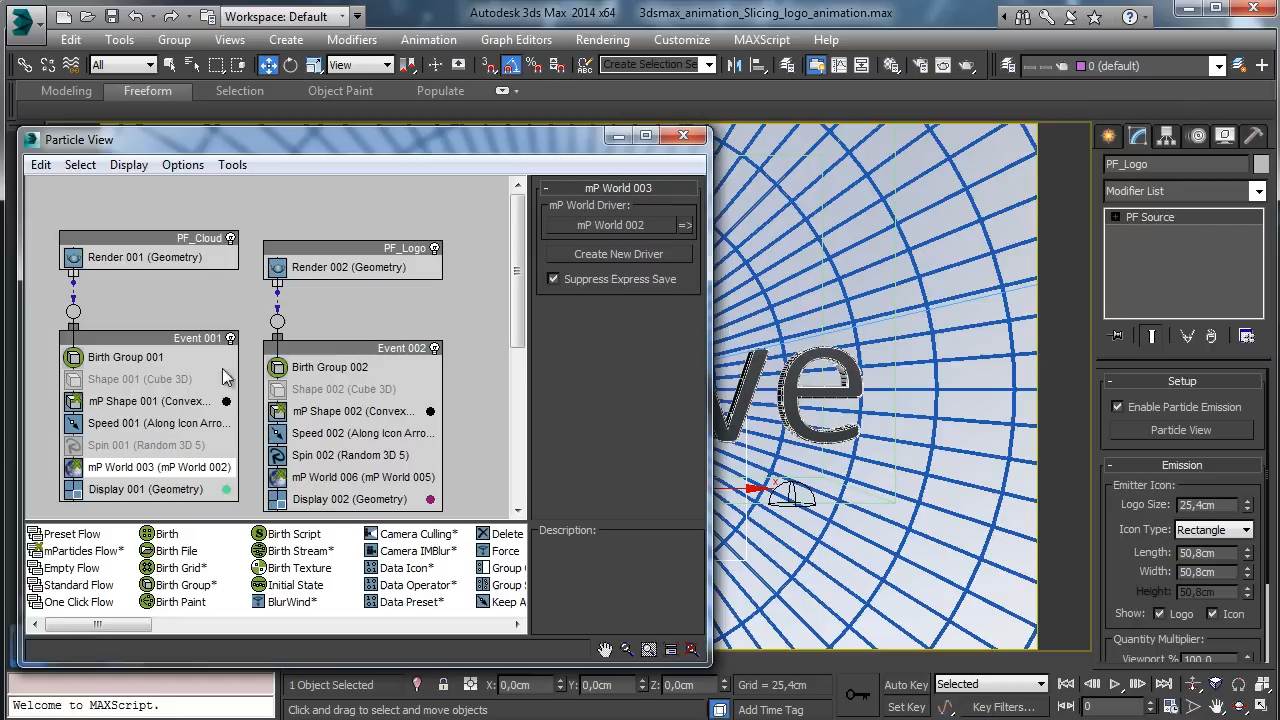 Autodesk 3ds Max 2014 x64 3dsmax_animation_Slicing_logo_animation.max
Workspace: Default
Edit Tools Group Views Create Modifiers Animation Graph Editors Rendering Customize MAXScript Help
All View Create Selection Se 0 (default)
Modeling Freeform Selection Object Paint Populate
Particle View
Edit Select Display Options Tools
PF_Cloud
Render 001 (Geometry)
Event 001
Birth Group 001
Shape 001 (Cube 3D)
mP Shape 001 (Convex...
Speed 001 (Along Icon Arro...
Spin 001 (Random 3D 5)
mP World 003 (mP World 002)
Display 001 (Geometry)
PF_Logo
Render 002 (Geometry)
Event 002
Birth Group 002
Shape 002 (Cube 3D)
mP Shape 002 (Convex...
Speed 002 (Along Icon Arro...
Spin 002 (Random 3D 5)
mP World 006 (mP World 005)
Display 002 (Geometry)
mP World 003
mP World Driver:
mP World 002 =>
Create New Driver
Suppress Express Save
Description:
Preset Flow Birth Birth Script Camera Culling* Delete
mParticles Flow* Birth File Birth Stream* Camera IMBlur* Force
Empty Flow Birth Grid* Birth Texture Data Icon* Group
Standard Flow Birth Group* Initial State Data Operator* Group S
One Click Flow Birth Paint BlurWind* Data Preset* Keep A
ve
x
PF_Logo
Modifier List
PF Source
Setup
Enable Particle Emission
Particle View
Emission
Emitter Icon:
Logo Size: 25,4cm
Icon Type: Rectangle
Length: 50,8cm
Width: 50,8cm
Height: 50,8cm
Show: Logo Icon
Quantity Multiplier:
Viewport % 100,0
Welcome to MAXScript.
1 Object Selected X: 0,0cm Y: 0,0cm Z: 0,0cm Grid = 25,4cm
Click and drag to select and move objects Add Time Tag
Auto Key Selected
Set Key Key Filters... 0